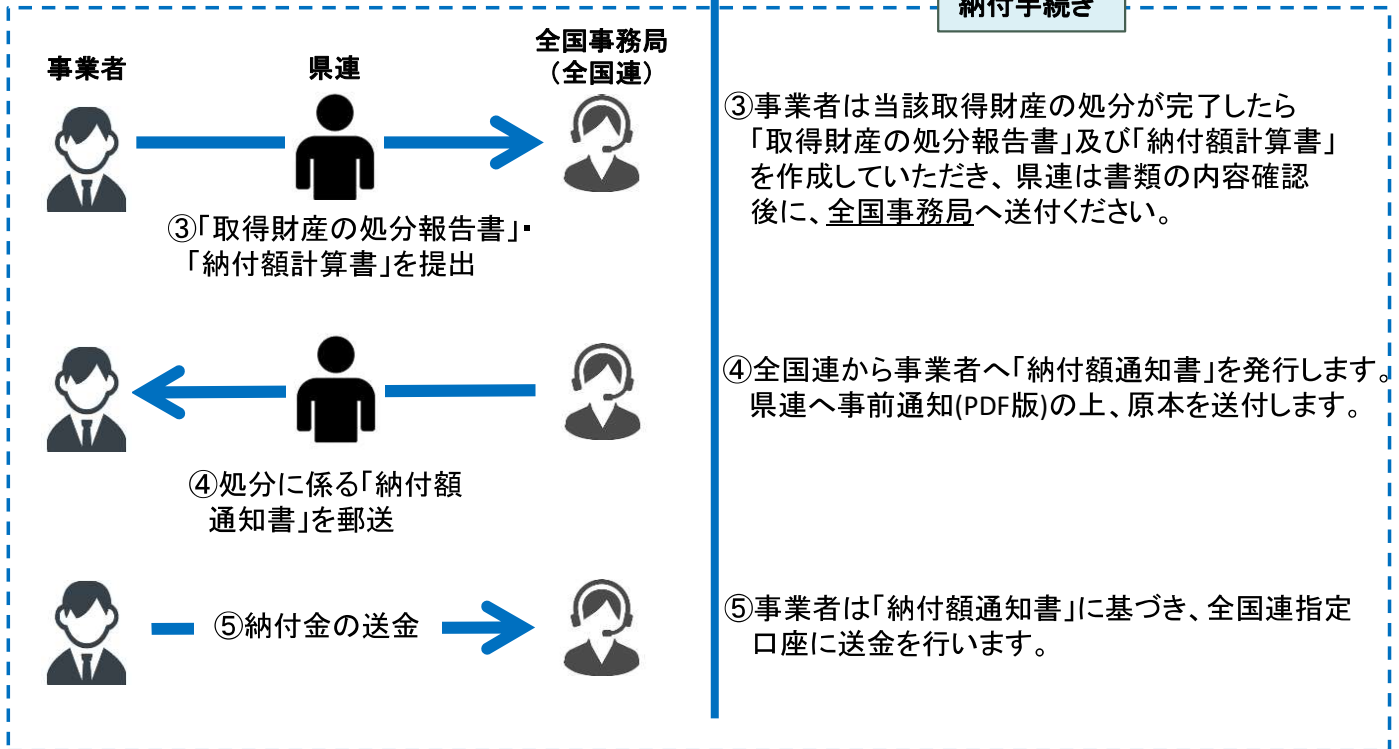 納付手続き
事業者
県連
全国事務局
（全国連）
③「取得財産の処分報告書」・
「納付額計算書」を提出
③事業者は当該取得財産の処分が完了したら
「取得財産の処分報告書」及び「納付額計算書」
を作成していただき、県連は書類の内容確認
後に、全国事務局へ送付ください。
④処分に係る「納付額
通知書」を郵送
④全国連から事業者へ「納付額通知書」を発行します。
県連へ事前通知(PDF版)の上、原本を送付します。
⑤納付金の送金
⑤事業者は「納付額通知書」に基づき、全国連指定
口座に送金を行います。